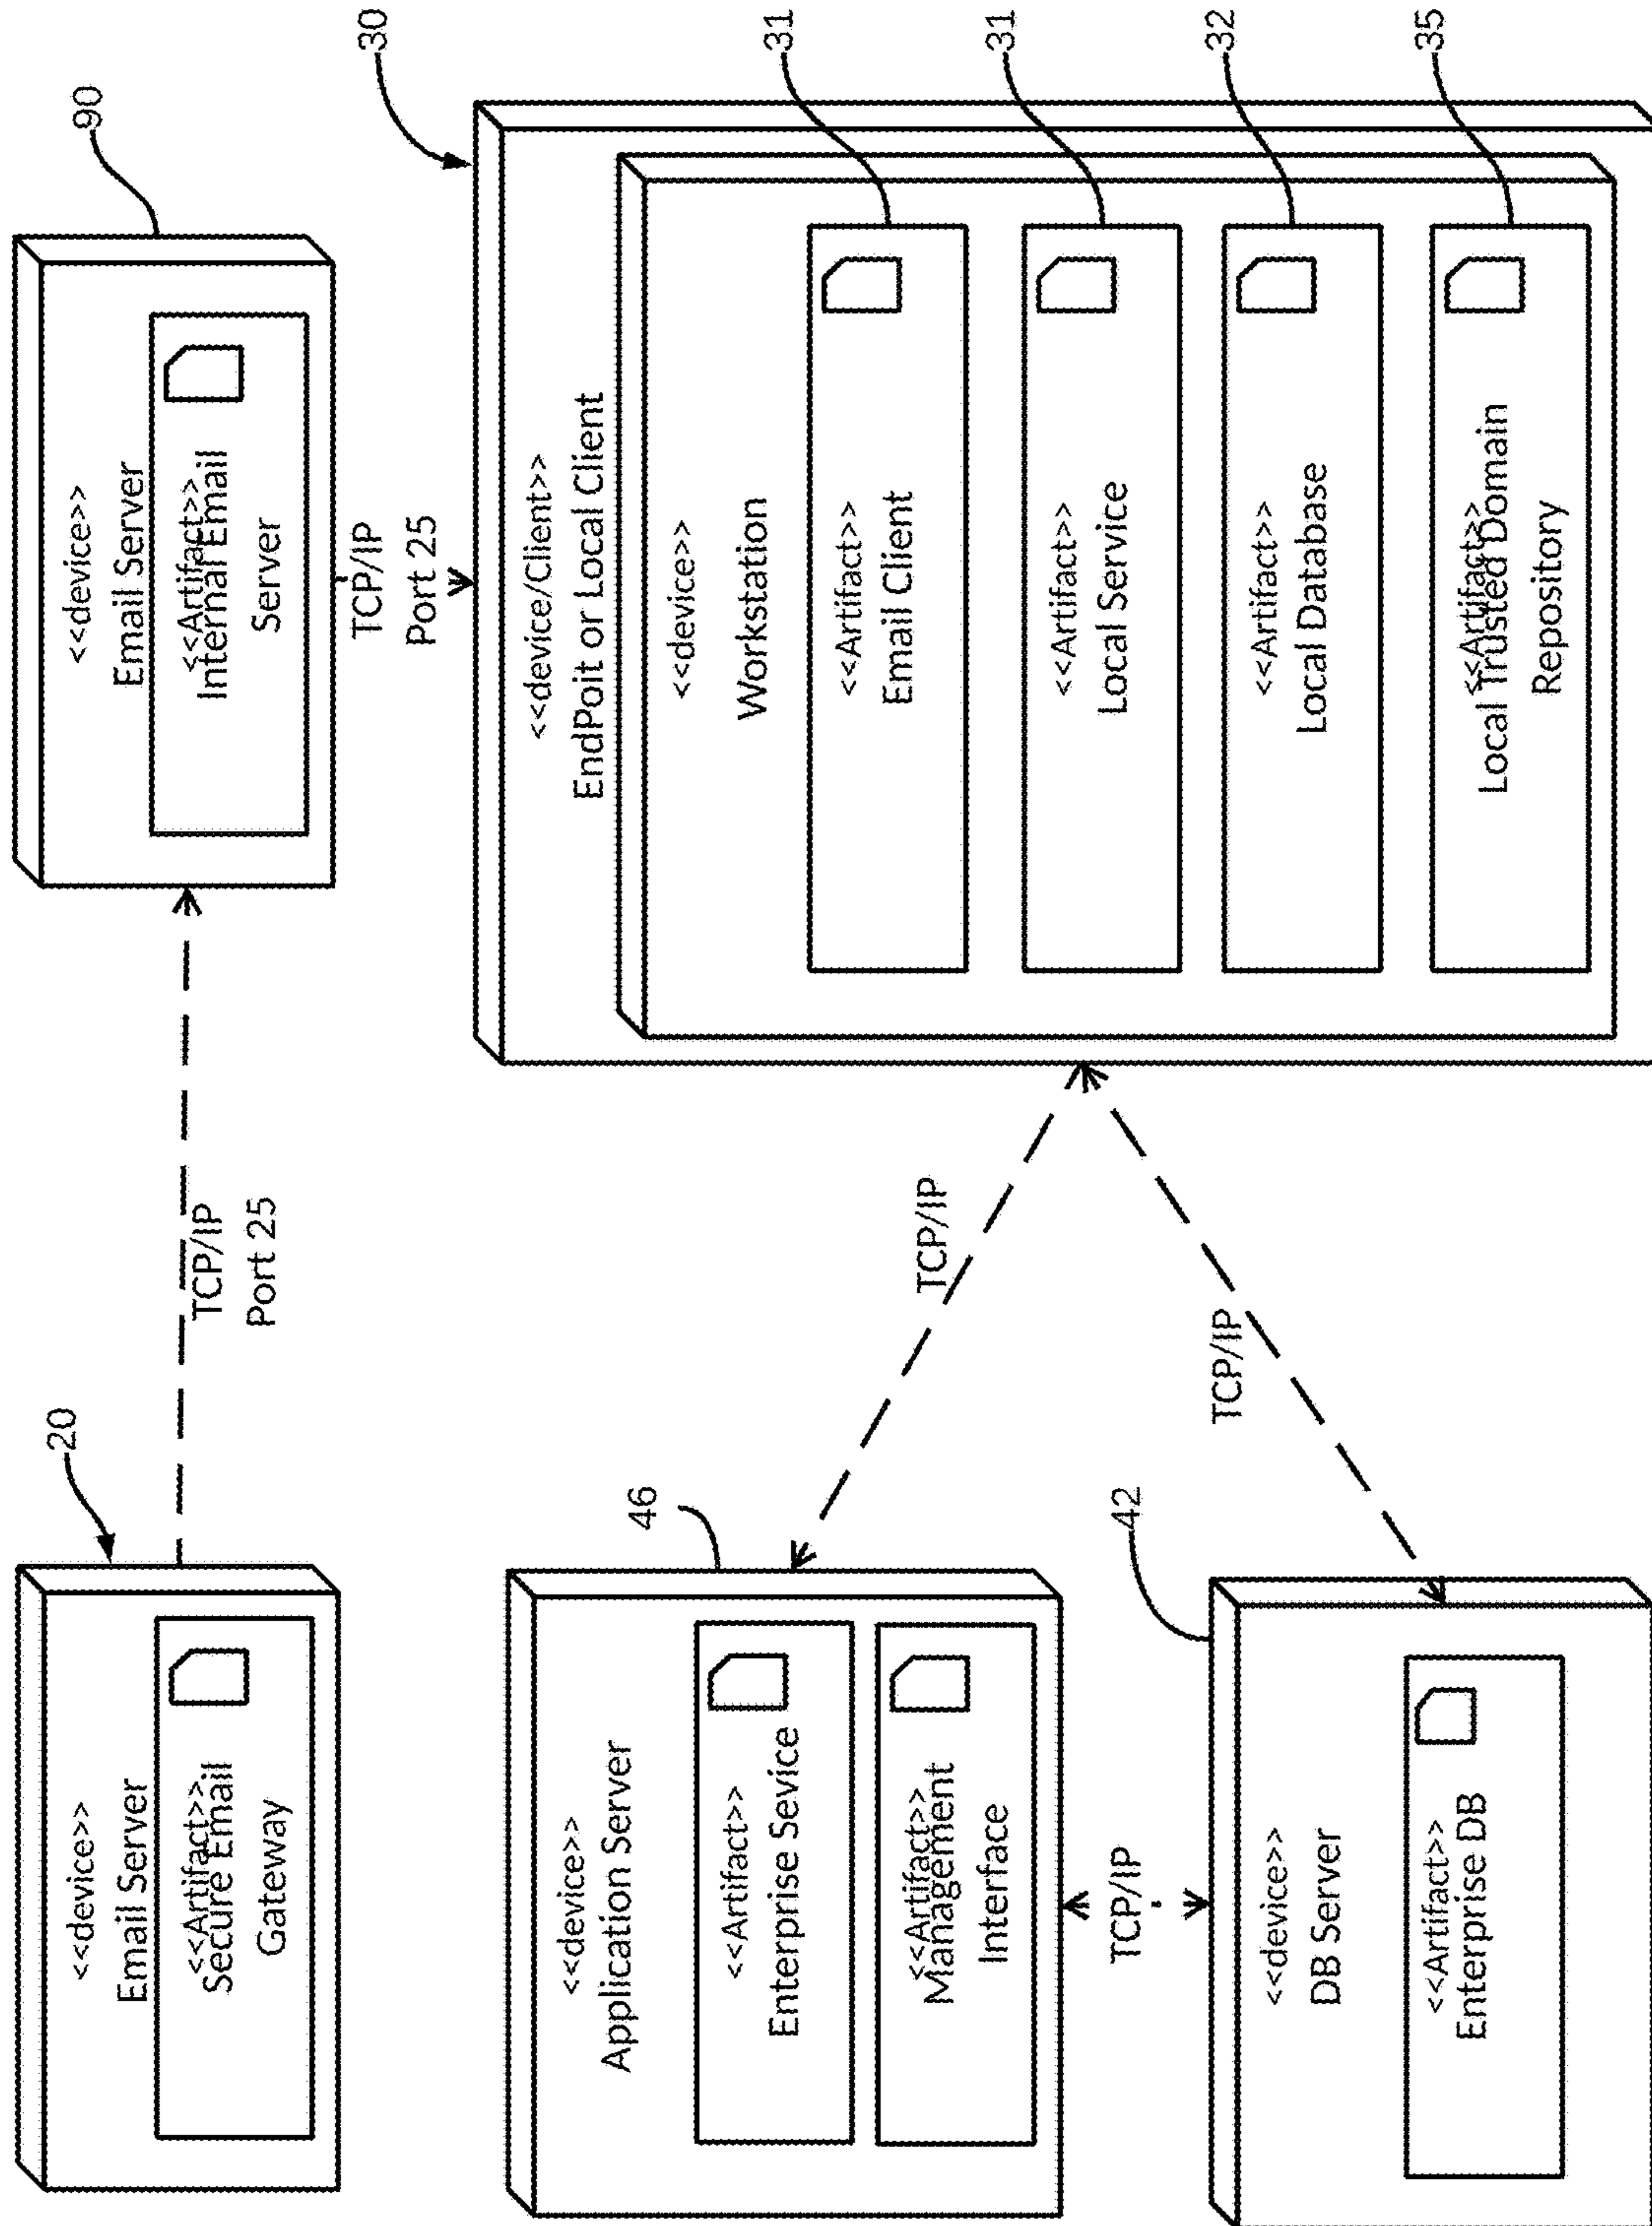 <<device>>
Email Server
<<Artifact>>
Secure Email
Gateway
20
TCP/IP
Port 25
<<device>>
Email Server
<<Artifact>>
Internal Email
Server
90
TCP/IP
Port 25
30
<<device/Client>>
EndPoit or Local Client
<<device>>
Workstation
<<Artifact>>
Email Client
31
<<Artifact>>
Local Service
31
<<Artifact>>
Local Database
32
<<Artifact>>
Local Trusted Domain
Repository
35
<<device>>
Application Server
46
<<Artifact>>
Enterprise Sevice
<<Artifact>>
Management
Interface
TCP/IP
TCP/IP
TCP/IP
42
<<device>>
DB Server
<<Artifact>>
Enterprise DB